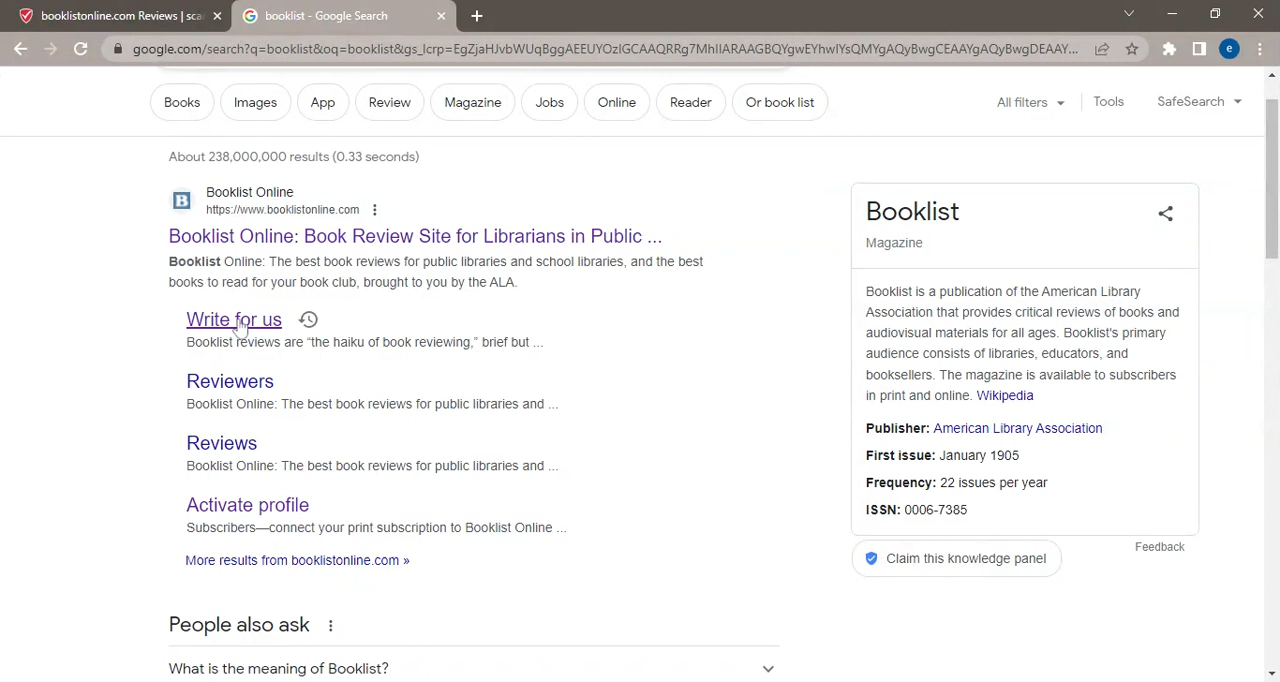 booklistonline.com Reviews | sca
booklist - Google Search
google.com/search?q=booklist&oq=booklist&gs_lcrp=EgZjaHJvbWUqBggAEEUYOzIGCAAQRRg7MhIIARAAGBQYgwEYhwIYsQMYgAQyBwgCEAAYgAQyBwgDEAAY...
e
Books
Images
App
Review
Magazine
Jobs
Online
Reader
Or book list
All filters
Tools
SafeSearch
About 238,000,000 results (0.33 seconds)
B
Booklist Online
https://www.booklistonline.com
Booklist Online: Book Review Site for Librarians in Public ...
Booklist Online: The best book reviews for public libraries and school libraries, and the best
books to read for your book club, brought to you by the ALA.
Write for us
Booklist reviews are “the haiku of book reviewing,” brief but ...
Reviewers
Booklist Online: The best book reviews for public libraries and ...
Reviews
Booklist Online: The best book reviews for public libraries and ...
Activate profile
Subscribers—connect your print subscription to Booklist Online ...
More results from booklistonline.com »
People also ask
What is the meaning of Booklist?
Booklist
Magazine
Booklist is a publication of the American Library
Association that provides critical reviews of books and
audiovisual materials for all ages. Booklist's primary
audience consists of libraries, educators, and
booksellers. The magazine is available to subscribers
in print and online. Wikipedia
Publisher: American Library Association
First issue: January 1905
Frequency: 22 issues per year
ISSN: 0006-7385
Feedback
Claim this knowledge panel